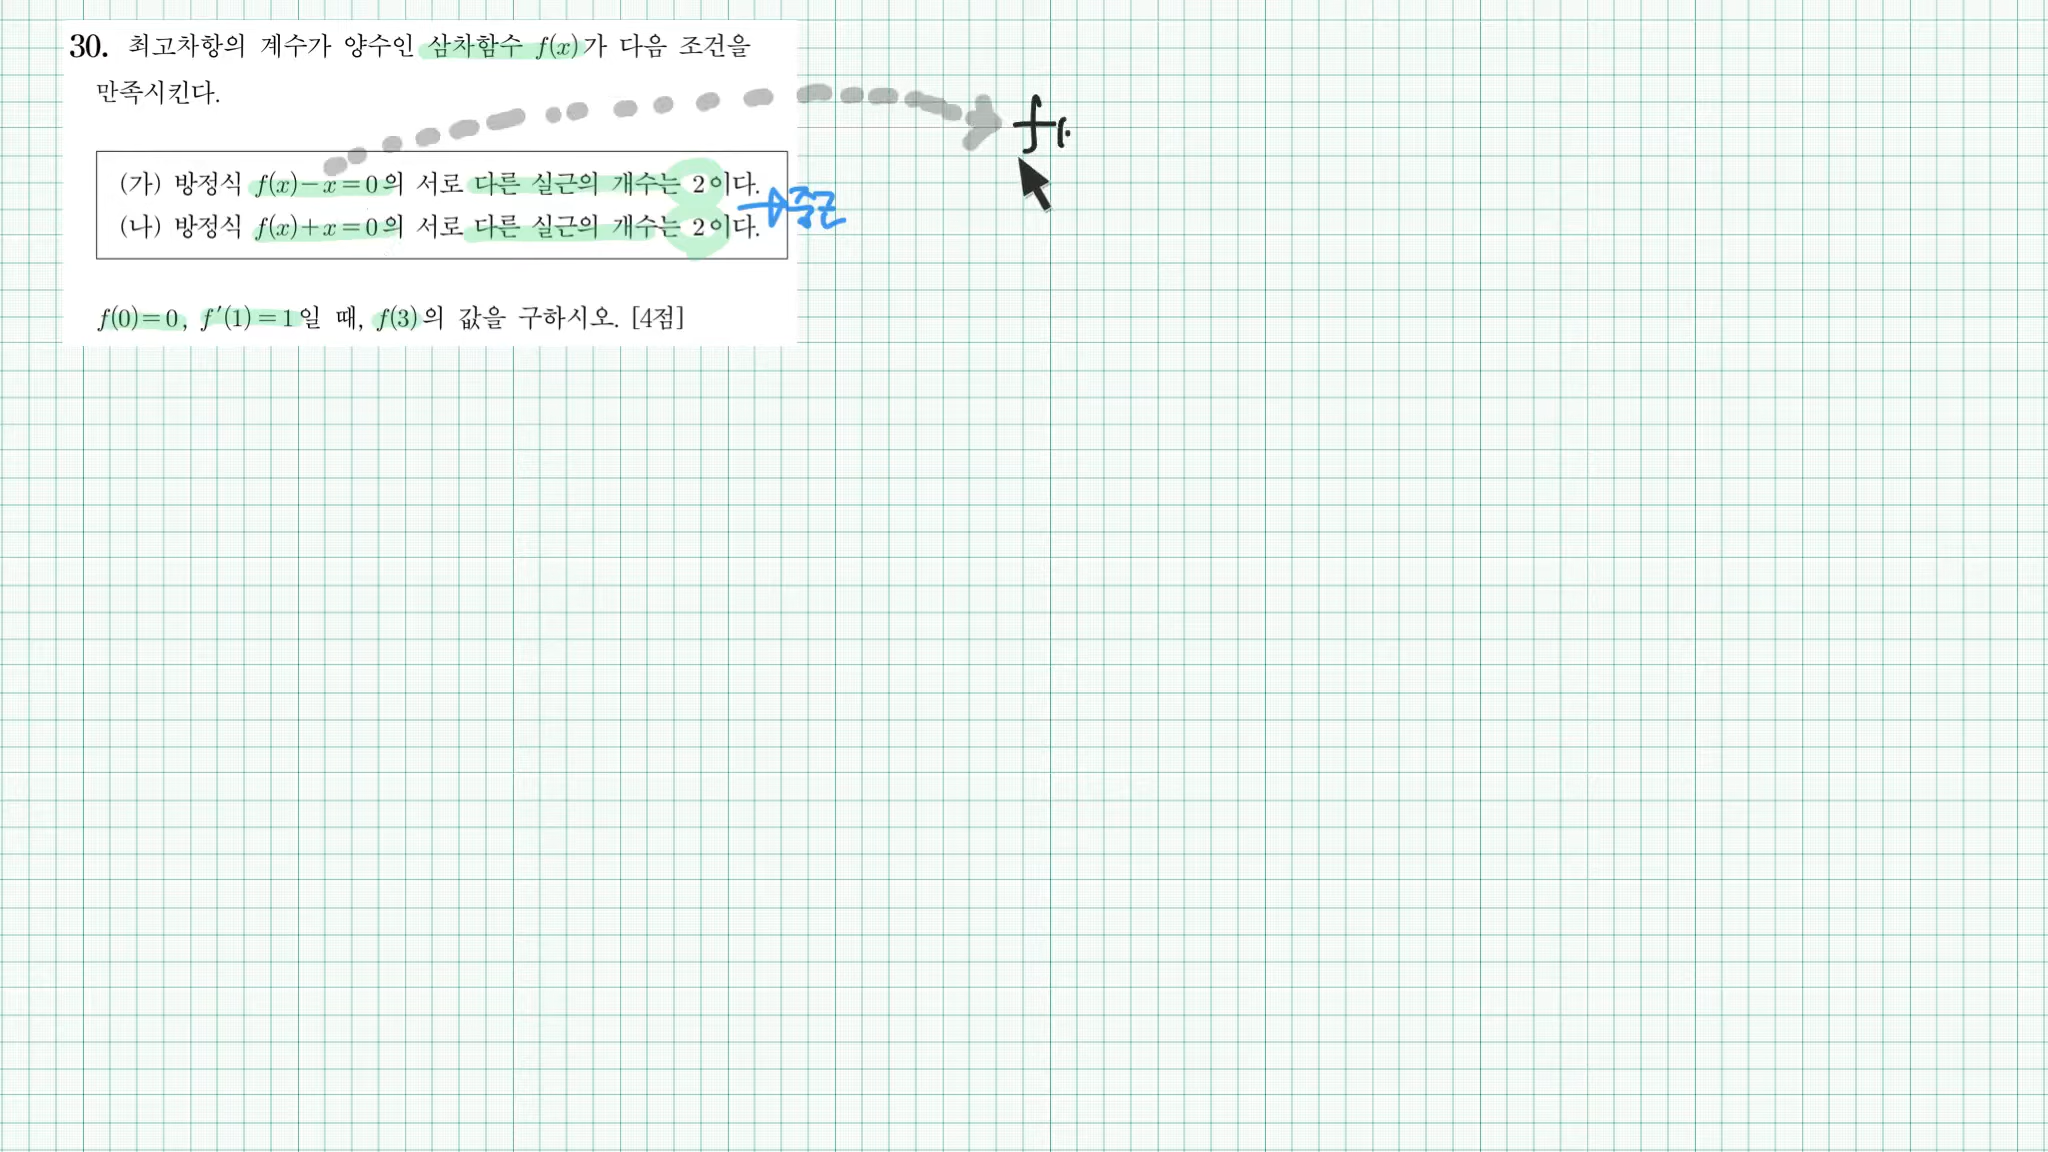 30. 최고차항의 계수가 양수인 삼차함수 f(x)가 다음 조건을
만족시킨다.
(가) 방정식 f(x)-x=0의 서로 다른 실근의 개수는 2이다.
(나) 방정식 f(x)+x=0의 서로 다른 실근의 개수는 2이다.
중근
f(0)=0, f′(1)=1일 때, f(3)의 값을 구하시오. [4점]
f(